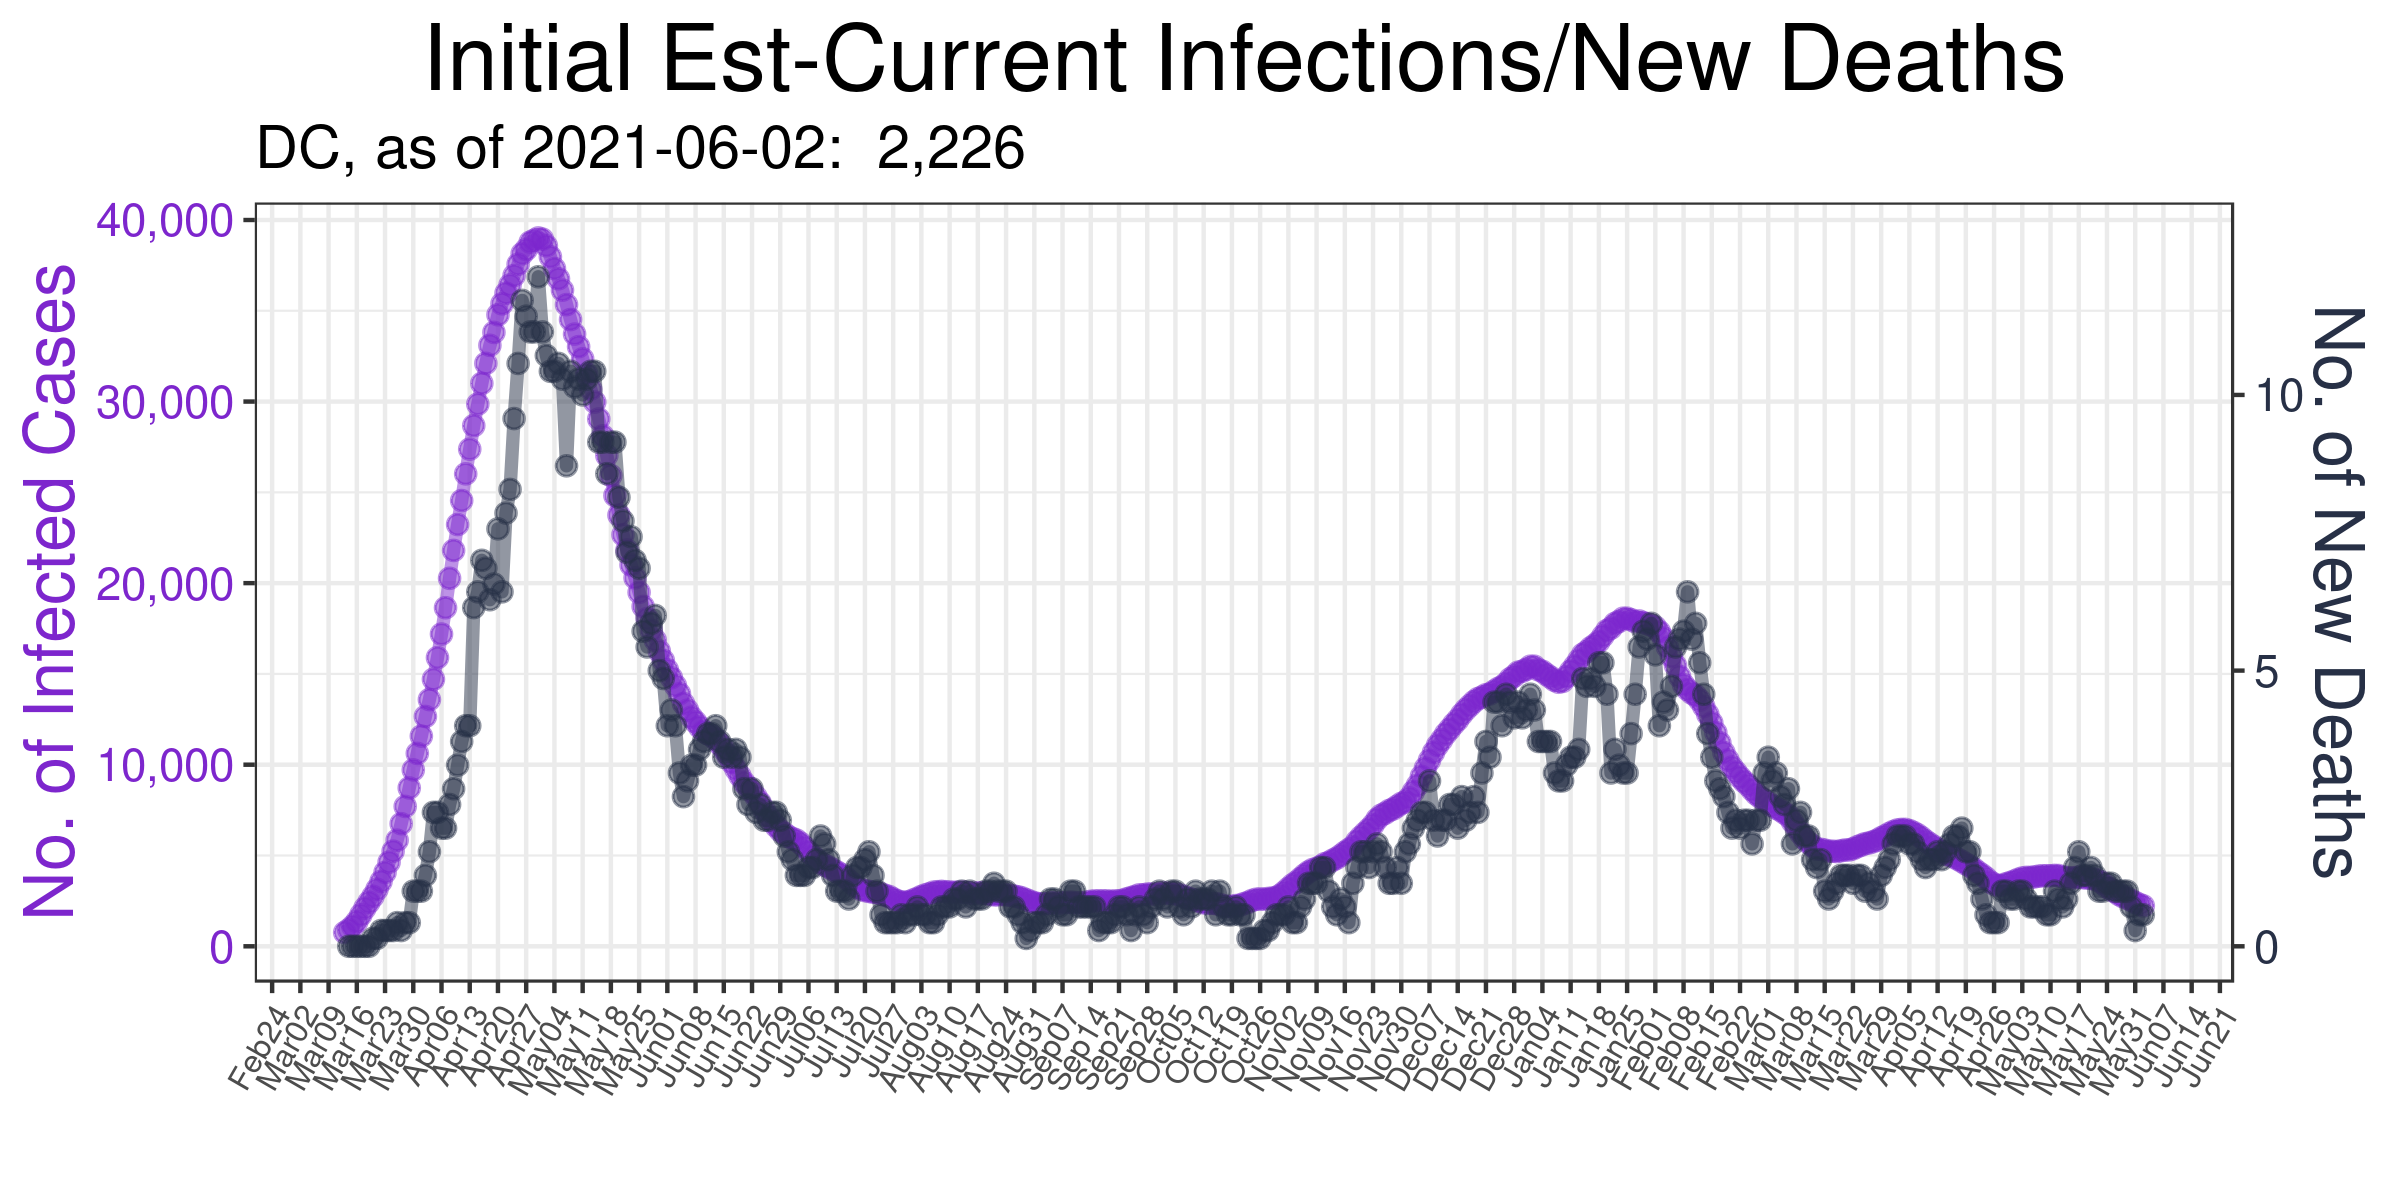 Initial Est-Current Infections/New Deaths
DC, as of 2021-06-02:  2,226
No. of Infected Cases
40,000
30,000
20,000
10,000
0
No. of New Deaths
10
5
0
Feb24
Mar02
Mar09
Mar16
Mar23
Mar30
Apr06
Apr13
Apr20
Apr27
May04
May11
May18
May25
Jun01
Jun08
Jun15
Jun22
Jun29
Jul06
Jul13
Jul20
Jul27
Aug03
Aug10
Aug17
Aug24
Aug31
Sep07
Sep14
Sep21
Sep28
Oct05
Oct12
Oct19
Oct26
Nov02
Nov09
Nov16
Nov23
Nov30
Dec07
Dec14
Dec21
Dec28
Jan04
Jan11
Jan18
Jan25
Feb01
Feb08
Feb15
Feb22
Mar01
Mar08
Mar15
Mar22
Mar29
Apr05
Apr12
Apr19
Apr26
May03
May10
May17
May24
May31
Jun07
Jun14
Jun21